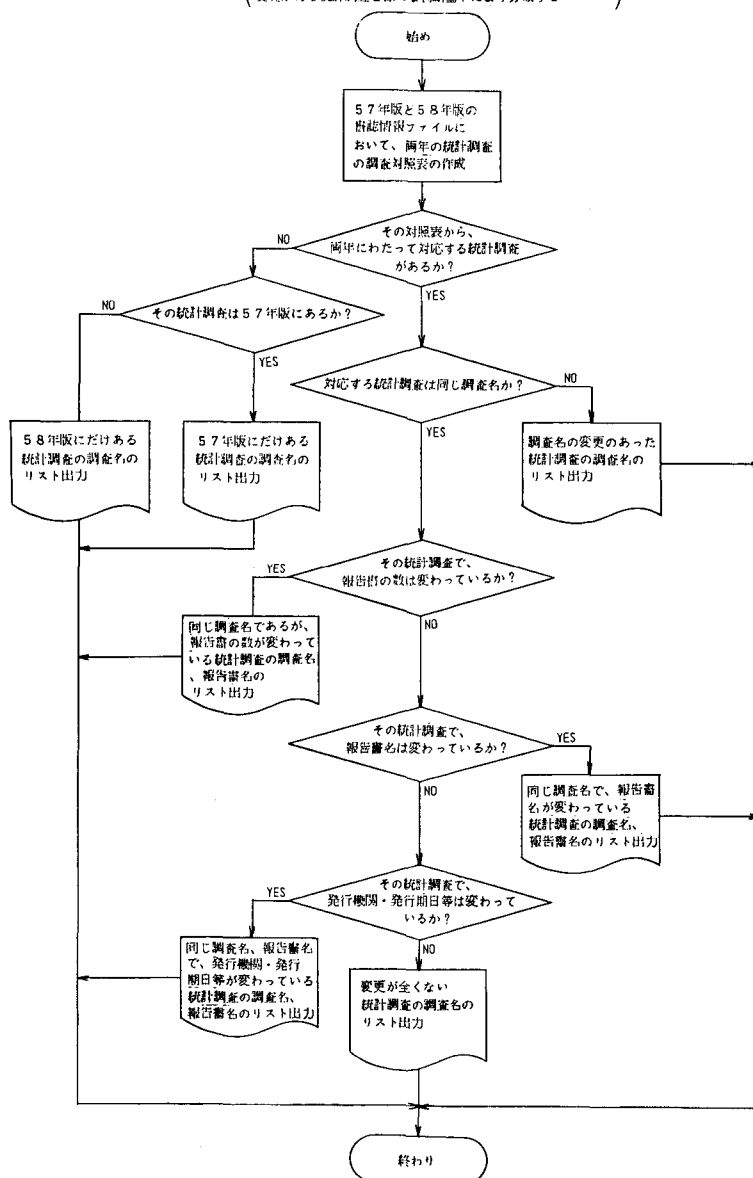 始め
57年版と58年版の
書誌情報ファイルに
おいて、両年の統計調査
の調査対照表の作成
その対照表から、
両年にわたって対応する統計調査
があるか?
NO
YES
その統計調査は57年版にあるか?
NO
YES
対応する統計調査は同じ調査名か?
NO
YES
58年版にだけある
統計調査の調査名の
リスト出力
57年版にだけある
統計調査の調査名の
リスト出力
調査名の変更のあった
統計調査の調査名の
リスト出力
その統計調査で、
報告書の数は変わっているか?
YES
NO
同じ調査名であるが、
報告書の数が変わって
いる統計調査の調査名
、報告書名の
リスト出力
その統計調査で、
報告書名は変わっているか?
YES
NO
同じ調査名で、報告書
名が変わっている
統計調査の調査名、
報告書名のリスト出力
その統計調査で、
発行機関・発行期日等は変わって
いるか?
YES
NO
同じ調査名、報告書名
で、発行機関・発行
期日等が変わっている
統計調査の調査名、
報告書名のリスト出力
変更が全くない
統計調査の調査名の
リスト出力
終わり